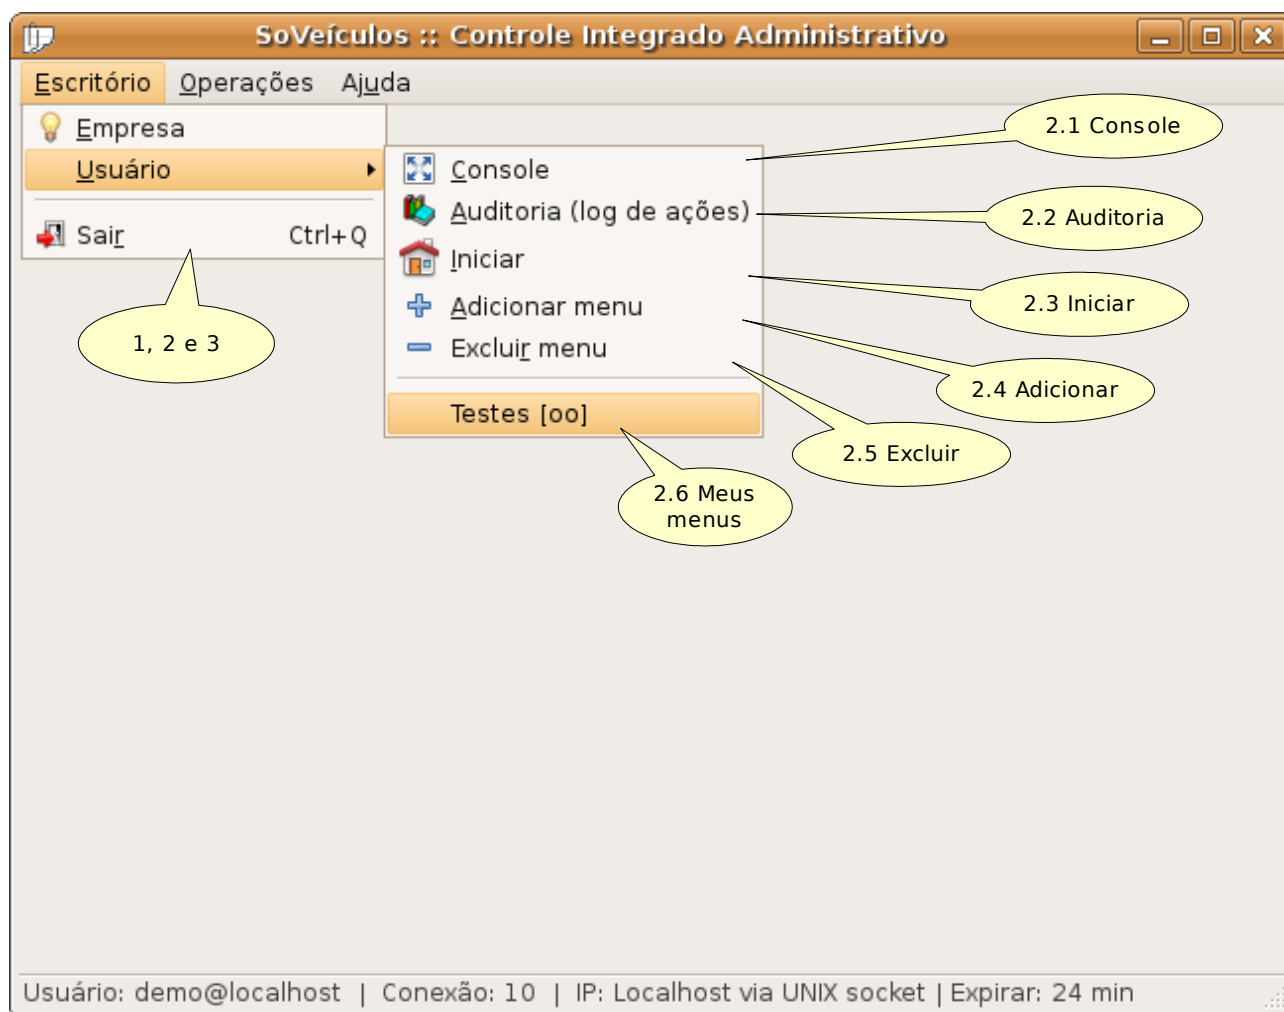 SoVeículos :: Controle Integrado Administrativo
Escritório Operações Ajuda
Empresa
Usuário
Sair Ctrl+Q
Console
Auditoria (log de ações)
Iniciar
Adicionar menu
Excluir menu
Testes [oo]
2.1 Console
2.2 Auditoria
2.3 Iniciar
2.4 Adicionar
2.5 Excluir
2.6 Meus
menus
1, 2 e 3
Usuário: demo@localhost | Conexão: 10 | IP: Localhost via UNIX socket | Expirar: 24 min